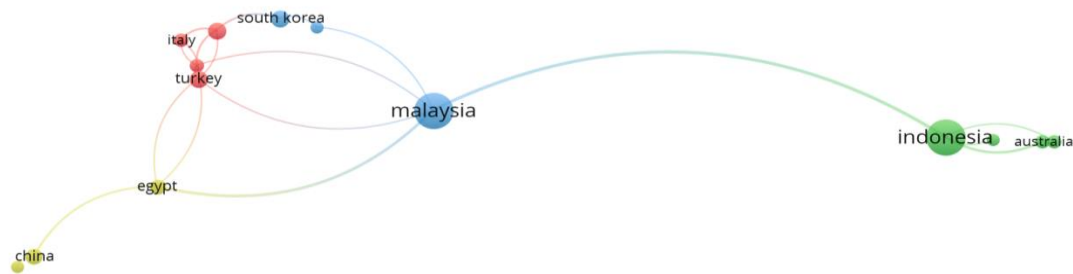 south korea
italy
turkey
malaysia
indonesia
australia
egypt
china